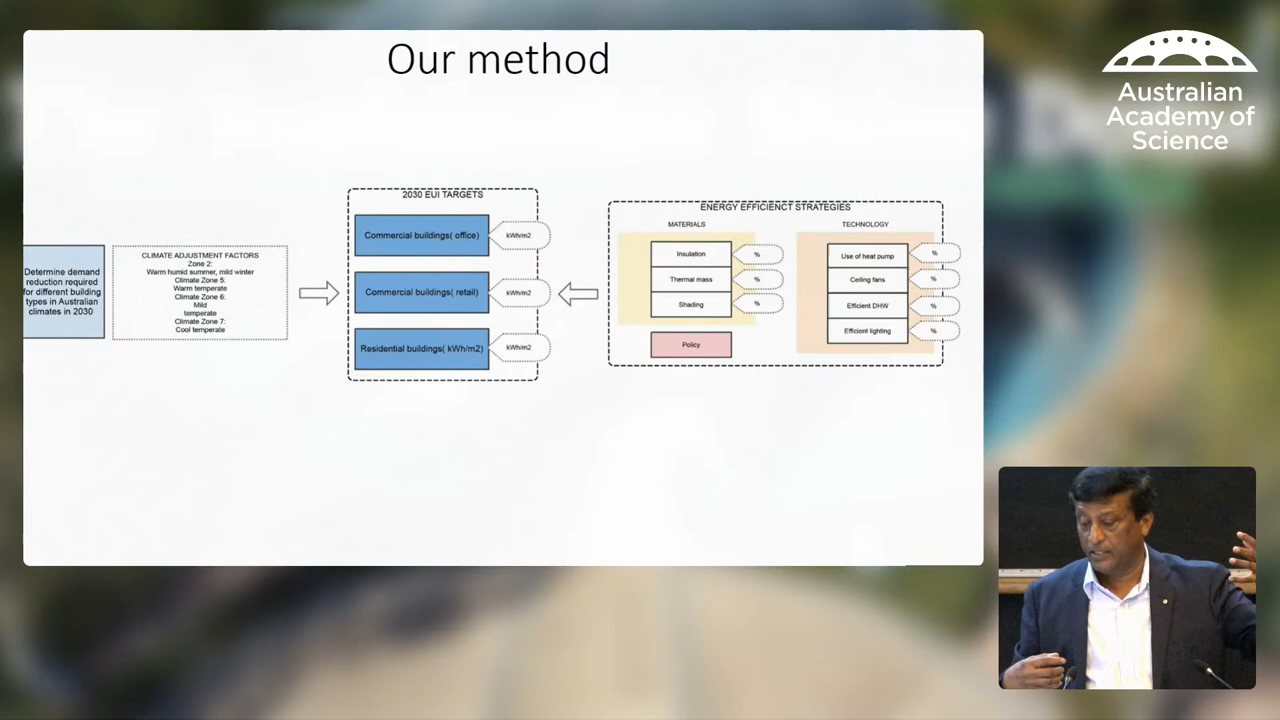 Our method
Australian
Academy of
Science
Determine demand
reduction required
for different building
types in Australian
climates in 2030
CLIMATE ADJUSTMENT FACTORS
Zone 2:
Warm humid summer, mild winter
Climate Zone 5:
Warm temperate
Climate Zone 6:
Mild
temperate
Climate Zone 7:
Cool temperate
2030 EUI TARGETS
Commercial buildings( office)
kWh/m2
Commercial buildings( retail)
kWh/m2
Residential buildings( kWh/m2)
kWh/m2
ENERGY EFFICIENCT STRATEGIES
MATERIALS
Insulation
%
Thermal mass
%
Shading
%
Policy
TECHNOLOGY
Use of heat pump
%
Ceiling fans
%
Efficient DHW
%
Efficient lighting
%